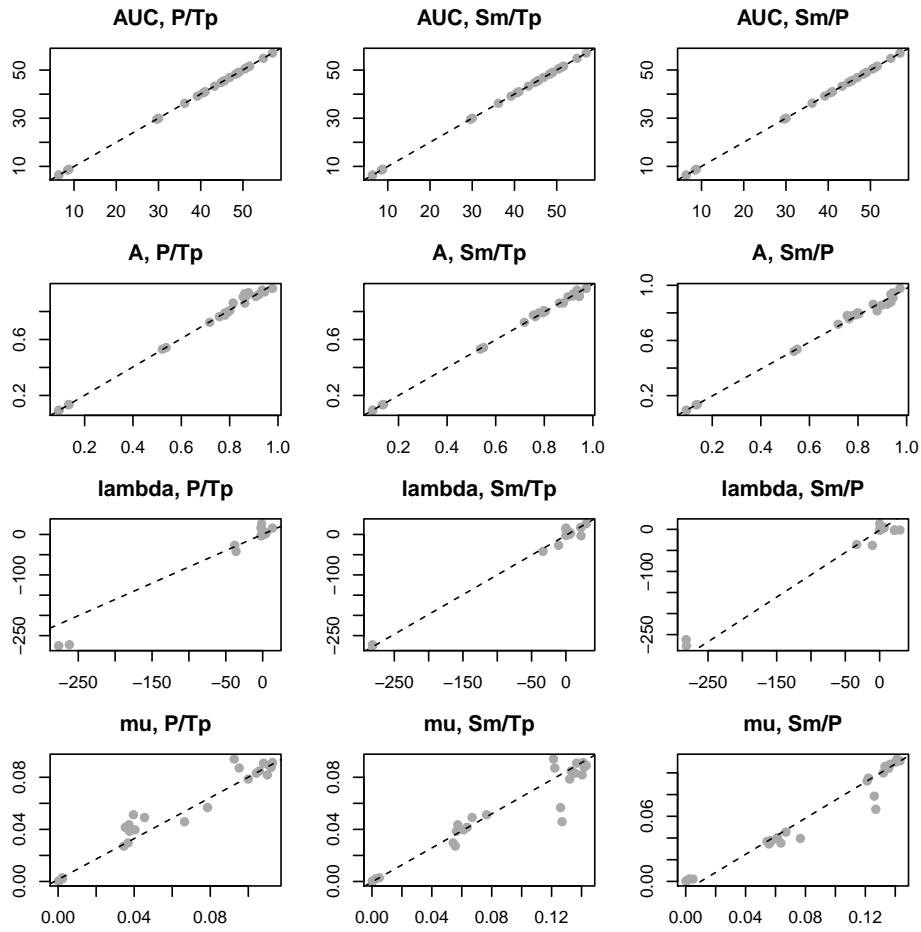 AUC, P/Tp AUC, Sm/Tp AUC, Sm/P
10 30 50 10 30 50 10 30 50
10 20 30 40 50 10 20 30 40 50 10 20 30 40 50
A, P/Tp A, Sm/Tp A, Sm/P
0.2 0.6 0.2 0.6 0.2 0.6 1.0
0.2 0.4 0.6 0.8 1.0 0.2 0.4 0.6 0.8 1.0 0.2 0.4 0.6 0.8 1.0
lambda, P/Tp lambda, Sm/Tp lambda, Sm/P
−250 −100 0 −250 −100 0 −250 −100 0
−250 −150 −50 0 −250 −150 −50 0 −250 −150 −50 0
mu, P/Tp mu, Sm/Tp mu, Sm/P
0.00 0.04 0.08 0.00 0.04 0.08 0.00 0.06
0.00 0.04 0.08 0.00 0.04 0.08 0.12 0.00 0.04 0.08 0.12